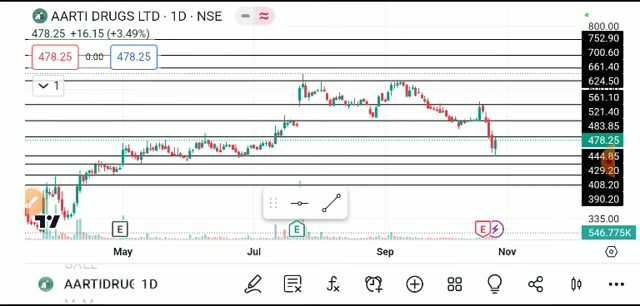 AARTI DRUGS LTD · 1D · NSE
478.25 +16.15 (+3.49%)
478.25 0.00 478.25
1
800.00
752.90
700.60
661.40
624.50
561.10
521.40
483.85
478.25
444.85
429.20
408.20
390.20
335.00
546.775K
E E E
May Jul Sep Nov
AARTIDRUG 1D